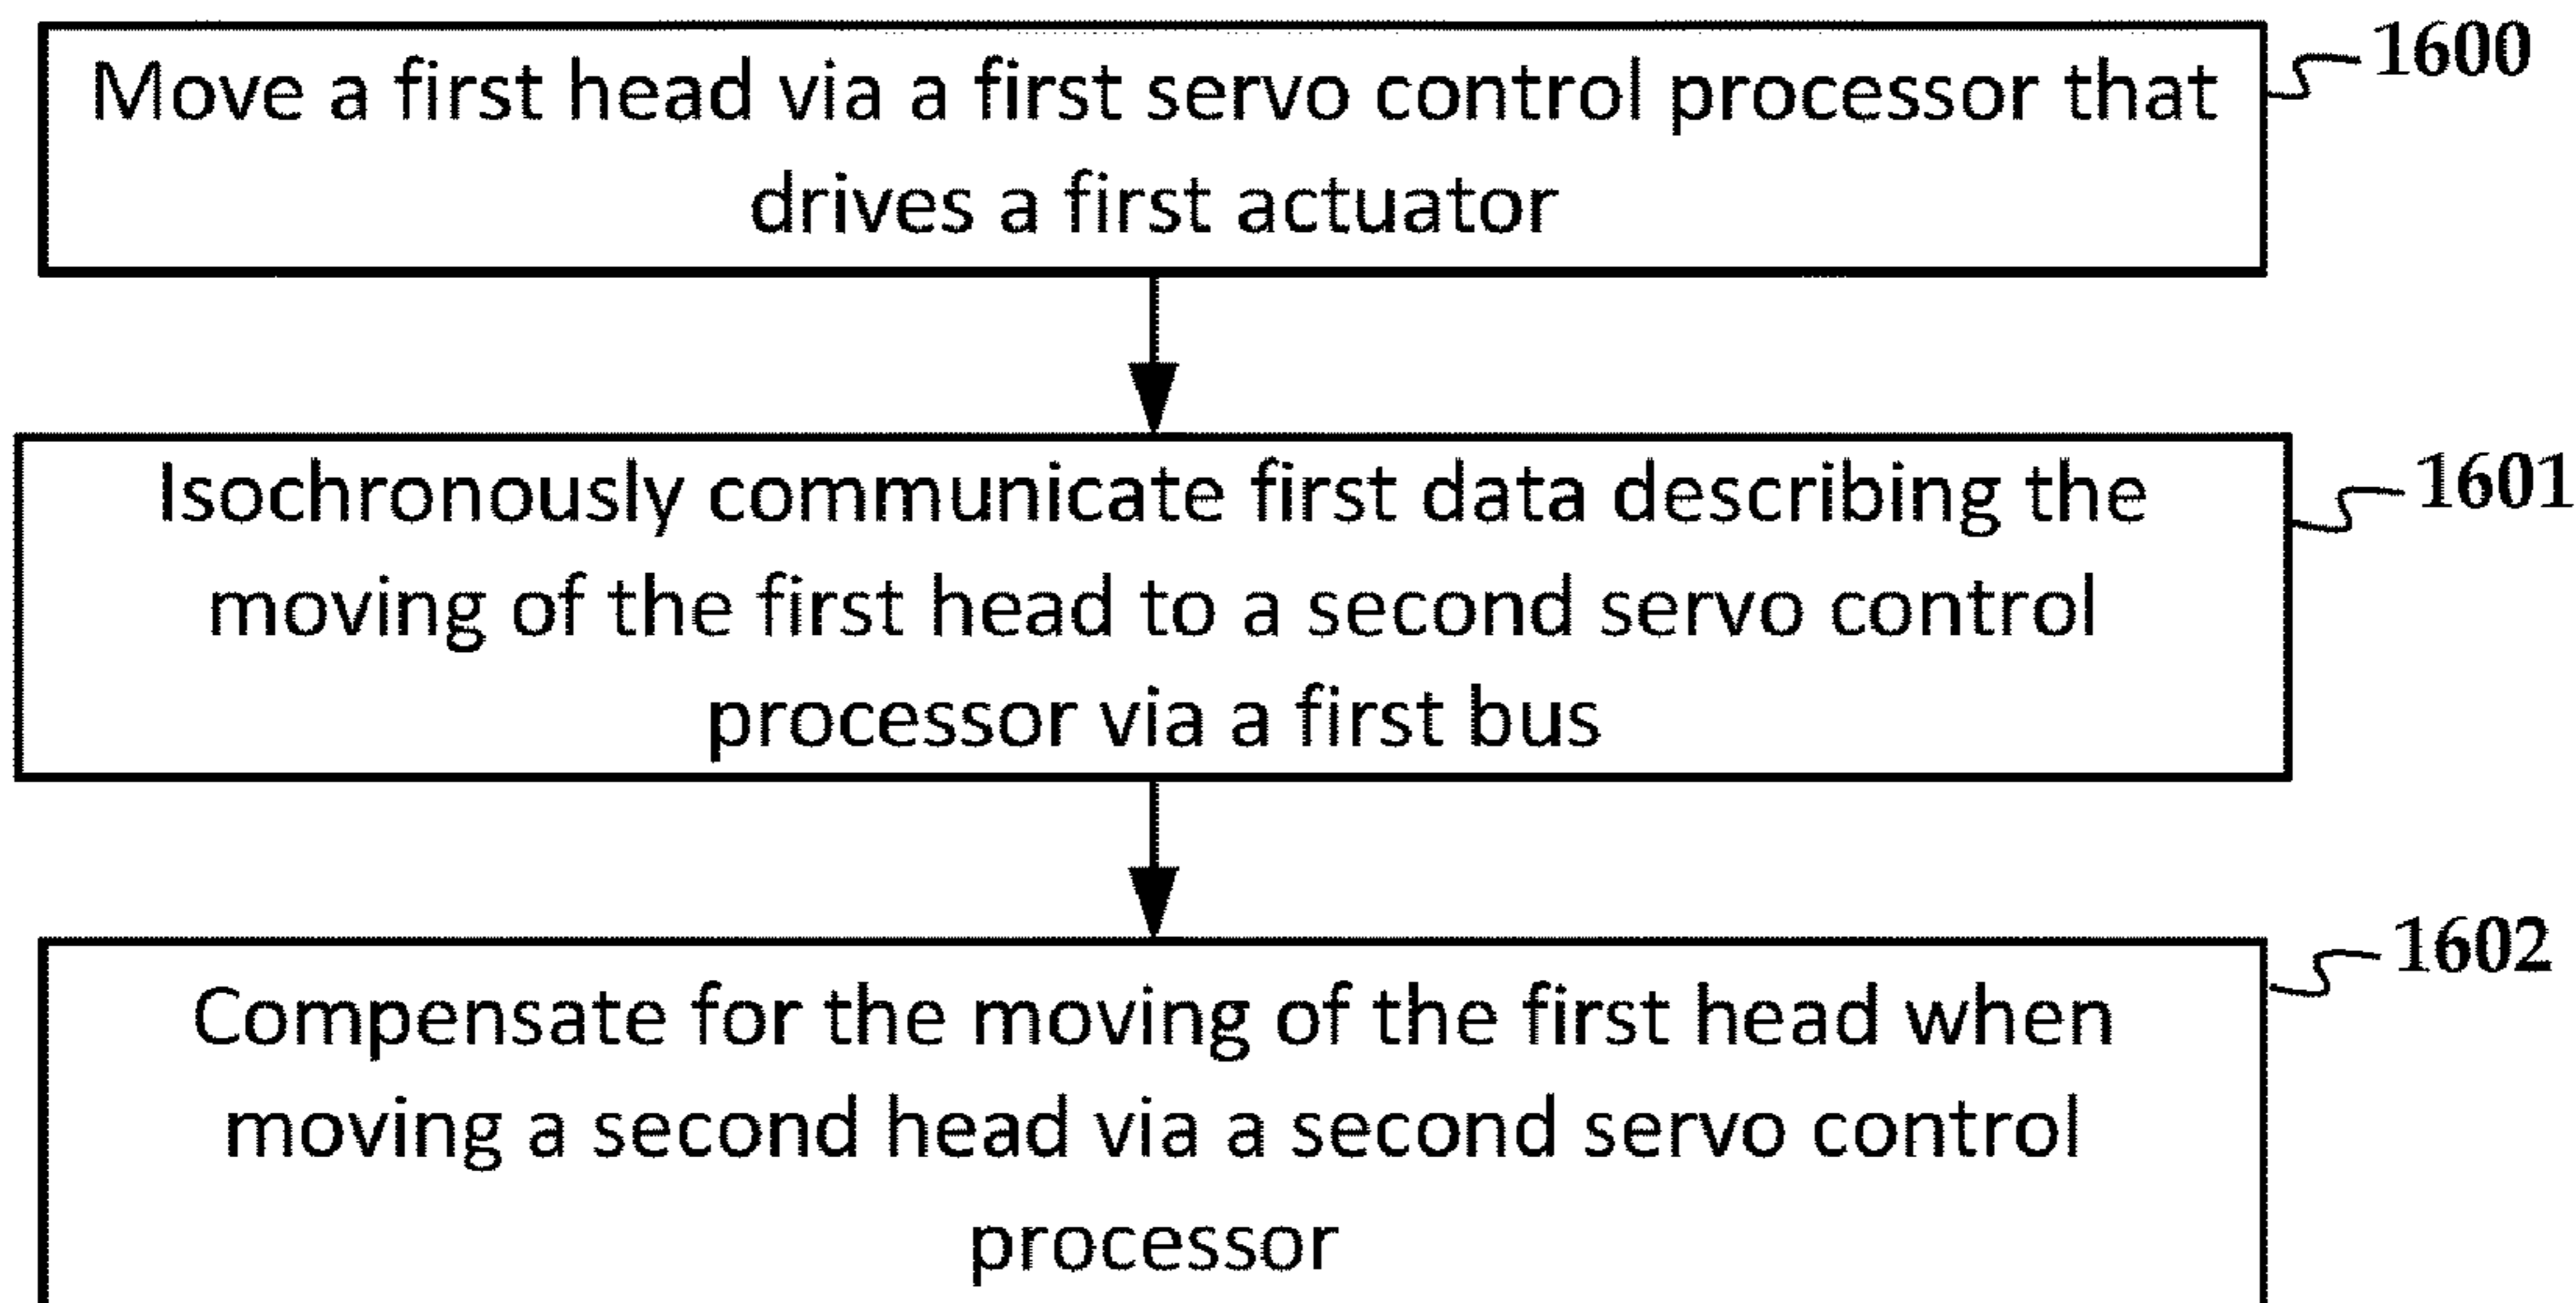 Move a first head via a first servo control processor that
drives a first actuator
1600
Isochronously communicate first data describing the
moving of the first head to a second servo control
processor via a first bus
1601
Compensate for the moving of the first head when
moving a second head via a second servo control
processor
1602